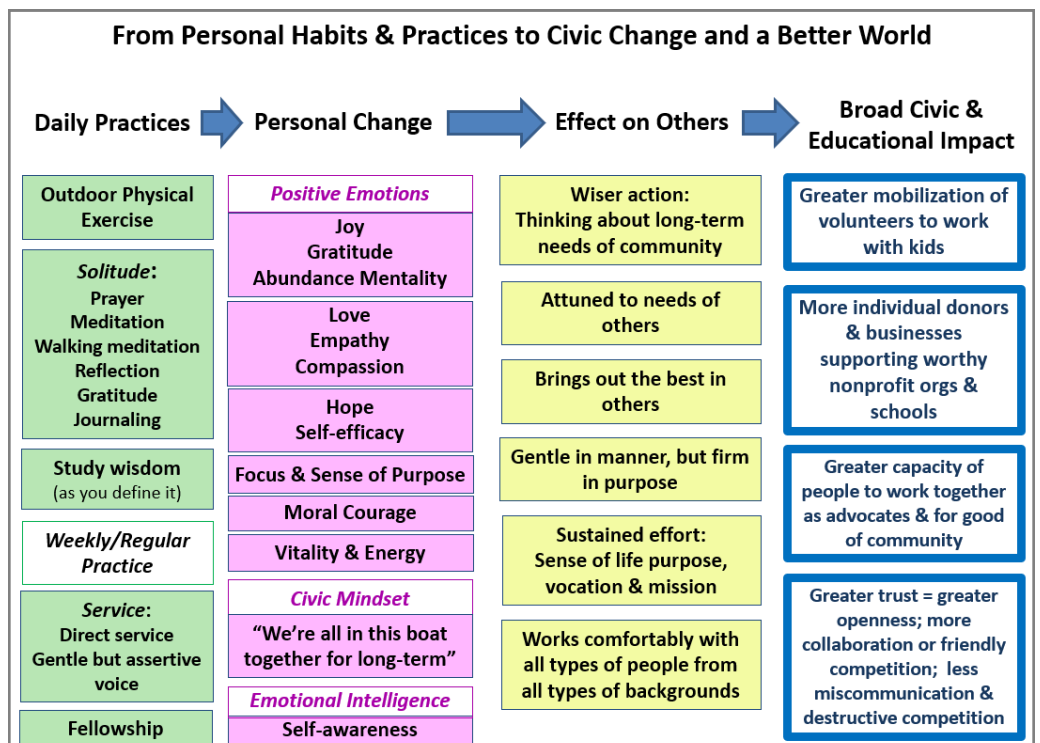 From Personal Habits & Practices to Civic Change and a Better World
Daily Practices
Personal Change
Effect on Others
Broad Civic &
Educational Impact
Outdoor Physical
Exercise
Solitude:
Prayer
Meditation
Walking meditation
Reflection
Gratitude
Journaling
Study wisdom
(as you define it)
Weekly/Regular
Practice
Service:
Direct service
Gentle but assertive
voice
Fellowship
Positive Emotions
Joy
Gratitude
Abundance Mentality
Love
Empathy
Compassion
Hope
Self-efficacy
Focus & Sense of Purpose
Moral Courage
Vitality & Energy
Civic Mindset
“We’re all in this boat
together for long-term”
Emotional Intelligence
Self-awareness
Wiser action:
Thinking about long-term
needs of community
Attuned to needs of
others
Brings out the best in
others
Gentle in manner, but firm
in purpose
Sustained effort:
Sense of life purpose,
vocation & mission
Works comfortably with
all types of people from
all types of backgrounds
Greater mobilization of
volunteers to work
with kids
More individual donors
& businesses
supporting worthy
nonprofit orgs &
schools
Greater capacity of
people to work together
as advocates & for good
of community
Greater trust = greater
openness; more
collaboration or friendly
competition;  less
miscommunication &
destructive competition